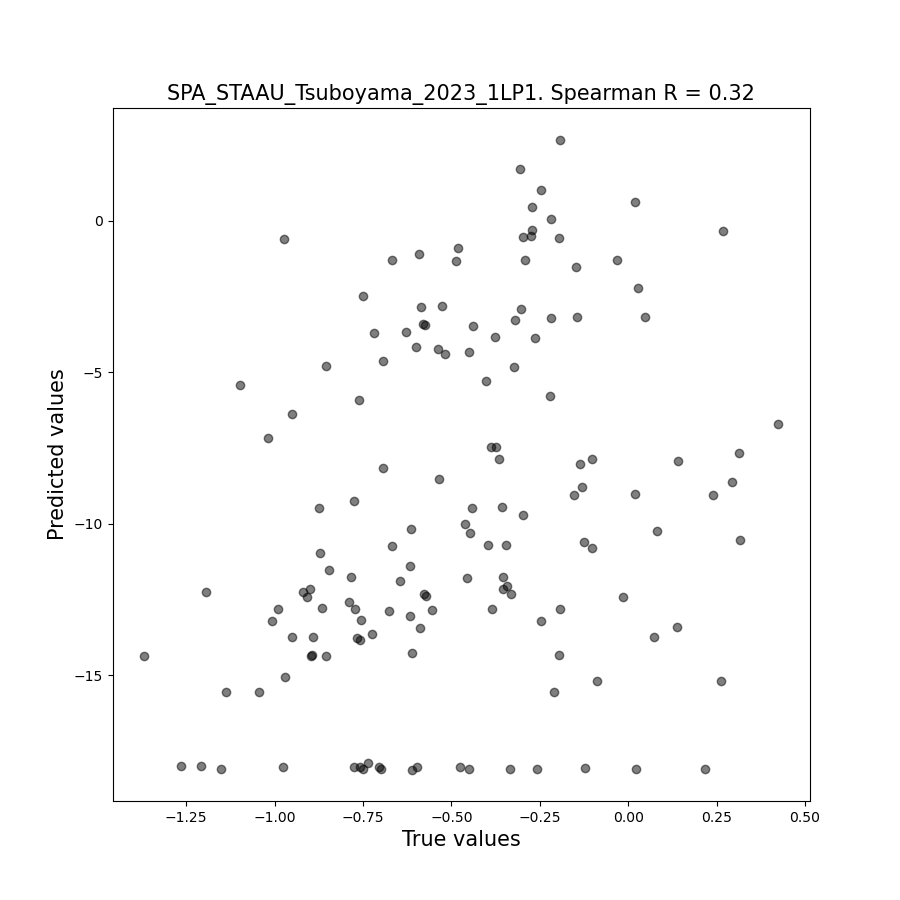 SPA_STAAU_Tsuboyama_2023_1LP1. Spearman R = 0.32
Predicted values
0
−5
−10
−15
−1.25 −1.00 −0.75 −0.50 −0.25 0.00 0.25 0.50
True values